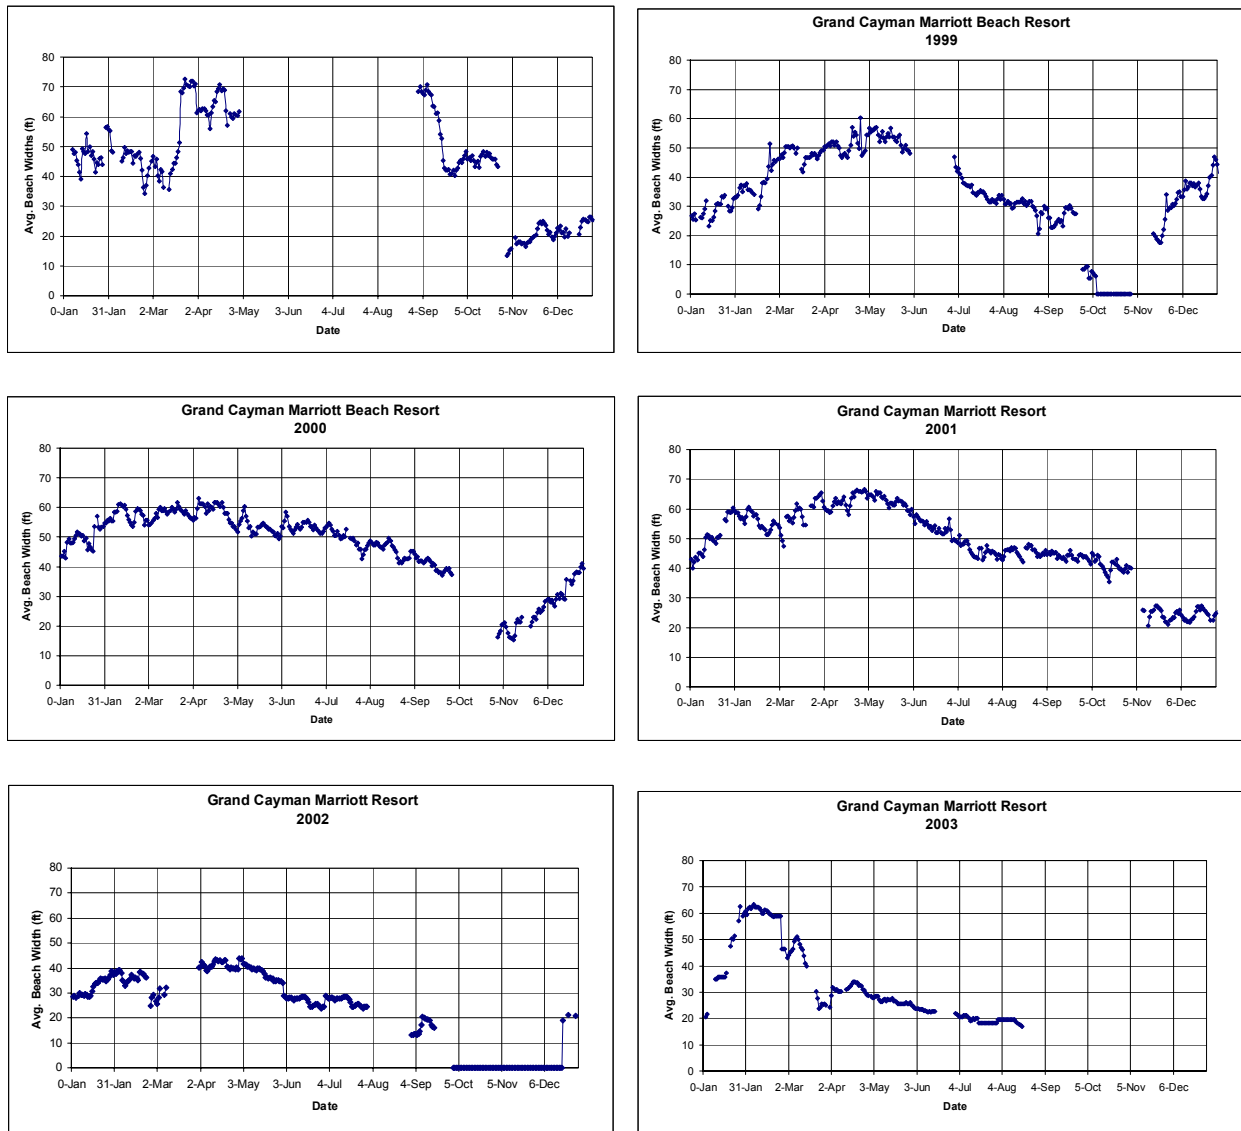 80
70
60
50
40
30
20
10
0
Avg. Beach Widths (ft)
0-Jan 31-Jan 2-Mar 2-Apr 3-May 3-Jun 4-Jul 4-Aug 4-Sep 5-Oct 5-Nov 6-Dec
Date
Grand Cayman Marriott Beach Resort
1999
80
70
60
50
40
30
20
10
0
Avg. Beach Widths (ft)
0-Jan 31-Jan 2-Mar 2-Apr 3-May 3-Jun 4-Jul 4-Aug 4-Sep 5-Oct 5-Nov 6-Dec
Date
Grand Cayman Marriott Beach Resort
2000
80
70
60
50
40
30
20
10
0
Avg. Beach Width (ft)
0-Jan 31-Jan 2-Mar 2-Apr 3-May 3-Jun 4-Jul 4-Aug 4-Sep 5-Oct 5-Nov 6-Dec
Date
Grand Cayman Marriott Resort
2001
80
70
60
50
40
30
20
10
0
Avg. Beach Width (ft)
0-Jan 31-Jan 2-Mar 2-Apr 3-May 3-Jun 4-Jul 4-Aug 4-Sep 5-Oct 5-Nov 6-Dec
Date
Grand Cayman Marriott Resort
2002
80
70
60
50
40
30
20
10
0
Avg. Beach Width (ft)
0-Jan 31-Jan 2-Mar 2-Apr 3-May 3-Jun 4-Jul 4-Aug 4-Sep 5-Oct 5-Nov 6-Dec
Date
Grand Cayman Marriott Resort
2003
80
70
60
50
40
30
20
10
0
Avg. Beach Width (ft)
0-Jan 31-Jan 2-Mar 2-Apr 3-May 3-Jun 4-Jul 4-Aug 4-Sep 5-Oct 5-Nov 6-Dec
Date